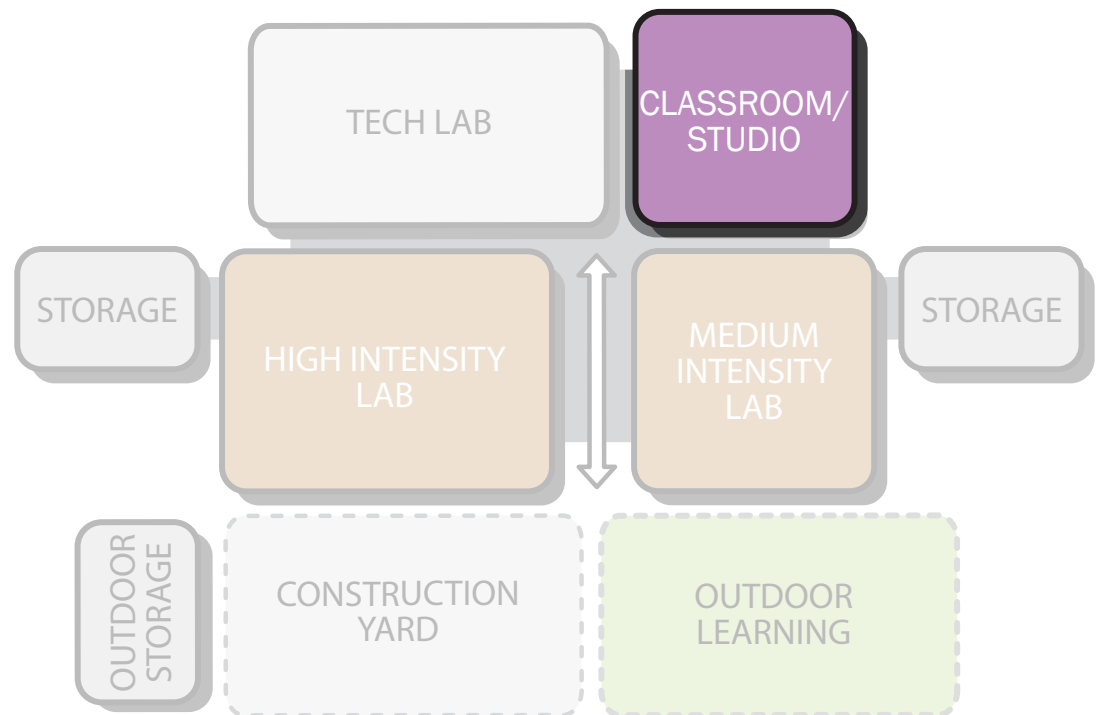 TECH LAB
CLASSROOM/
STUDIO
STORAGE
HIGH INTENSITY
LAB
MEDIUM
INTENSITY
LAB
STORAGE
OUTDOOR
STORAGE
CONSTRUCTION
YARD
OUTDOOR
LEARNING